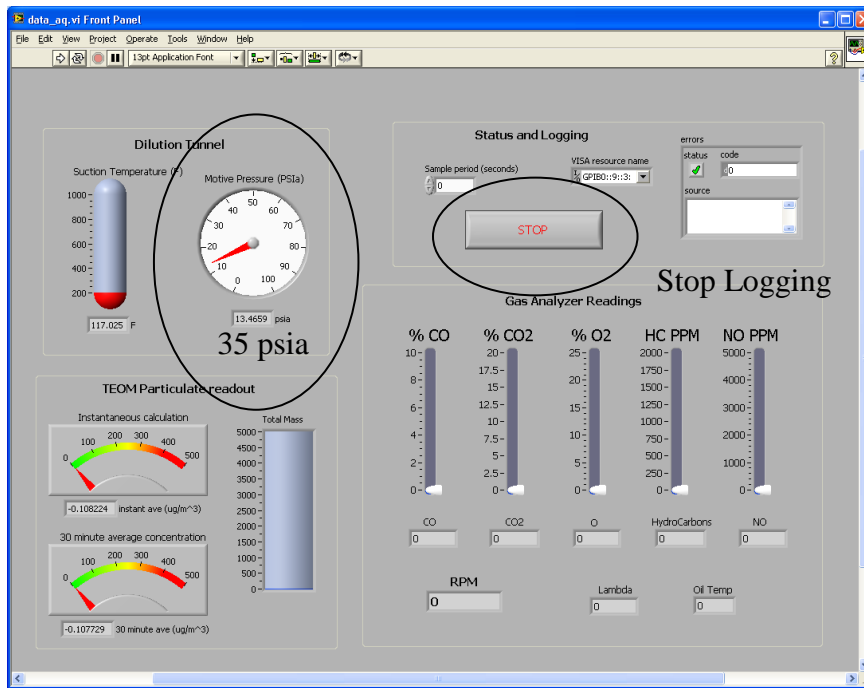 data_aq.vi Front Panel
File Edit View Project Operate Tools Window Help
13pt Application Font
?
Dilution Tunnel
Suction Temperature (F)
1000
800
600
400
200
117.025 F
Motive Pressure (PSIa)
0 10 20 30 40 50 60 70 80 90 100
13.4659 psia
35 psia
Status and Logging
Sample period (seconds)
0
VISA resource name
GPIB0::9::3:
STOP
errors
status code
d0
source
Stop Logging
TEOM Particulate readout
Instantaneous calculation
0 100 200 300 400 500
-0.108224 instant ave (ug/m^3)
30 minute average concentration
0 100 200 300 400 500
-0.107729 30 minute ave (ug/m^3)
Total Mass
5000
4500
4000
3500
3000
2500
2000
1500
1000
500
0
Gas Analyzer Readings
% CO % CO2 % O2 HC PPM NO PPM
10 20 25 2000 5000
17.5 1750
8 15 20 1500 4000
6 12.5 15 1250 3000
10 1000
4 7.5 10 750 2000
2 5 5 500 1000
2.5 250
0 0 0 0 0
CO CO2 O HydroCarbons NO
0 0 0 0 0
RPM
0
Lambda
0
Oil Temp
0